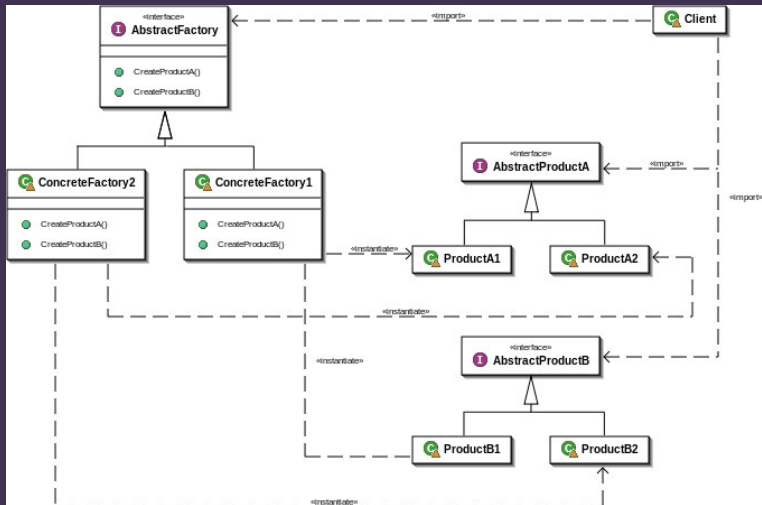 «interface»
I AbstractFactory
CreateProductA()
CreateProductB()
«import»
C Client
C ConcreteFactory2
CreateProductA()
CreateProductB()
C ConcreteFactory1
CreateProductA()
CreateProductB()
«interface»
I AbstractProductA
«import»
«import»
«instantiate»
C ProductA1
C ProductA2
«instantiate»
«interface»
I AbstractProductB
«instantiate»
C ProductB1
C ProductB2
«instantiate»